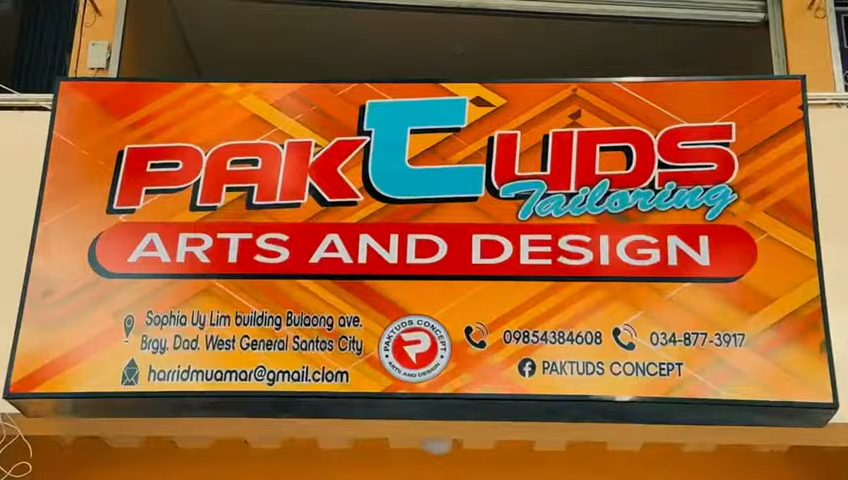 PAKTUDS
Tailoring
ARTS AND DESIGN
Sophia Uy Lim building Bulaong ave.
Brgy. Dad. West General Santos City
harridmuamar@gmail.clom
PAKTUDS CONCEPT
ARTS AND DESIGN
09854384608 034-877-3917
PAKTUDS CONCEPT